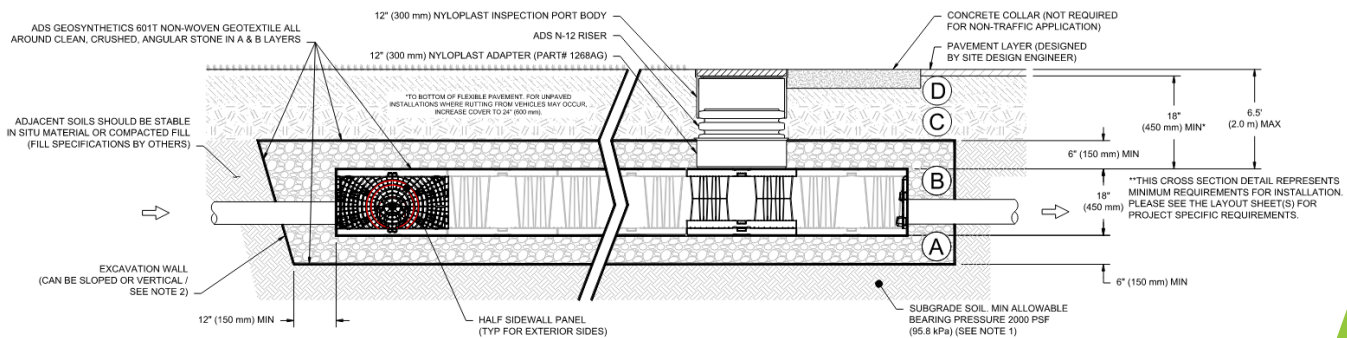 12" (300 mm) NYLOPLAST INSPECTION PORT BODY
ADS N-12 RISER
12" (300 mm) NYLOPLAST ADAPTER (PART# 1268AG)
CONCRETE COLLAR (NOT REQUIRED
FOR NON-TRAFFIC APPLICATION)
PAVEMENT LAYER (DESIGNED
BY SITE DESIGN ENGINEER)
ADS GEOSYNTHETICS 601T NON-WOVEN GEOTEXTILE ALL
AROUND CLEAN, CRUSHED, ANGULAR STONE IN A & B LAYERS
*TO BOTTOM OF FLEXIBLE PAVEMENT. FOR UNPAVED
INSTALLATIONS WHERE RUTTING FROM VEHICLES MAY OCCUR,
INCREASE COVER TO 24" (600 mm).
ADJACENT SOILS SHOULD BE STABLE
IN SITU MATERIAL OR COMPACTED FILL
(FILL SPECIFICATIONS BY OTHERS)
D
C
B
A
18"
(450 mm) MIN*
6.5'
(2.0 m) MAX
6" (150 mm) MIN
18"
(450 mm)
**THIS CROSS SECTION DETAIL REPRESENTS
MINIMUM REQUIREMENTS FOR INSTALLATION.
PLEASE SEE THE LAYOUT SHEET(S) FOR
PROJECT SPECIFIC REQUIREMENTS.
6" (150 mm) MIN
EXCAVATION WALL
(CAN BE SLOPED OR VERTICAL /
SEE NOTE 2)
12" (150 mm) MIN
HALF SIDEWALL PANEL
(TYP FOR EXTERIOR SIDES)
SUBGRADE SOIL. MIN ALLOWABLE
BEARING PRESSURE 2000 PSF
(95.8 kPa) (SEE NOTE 1)